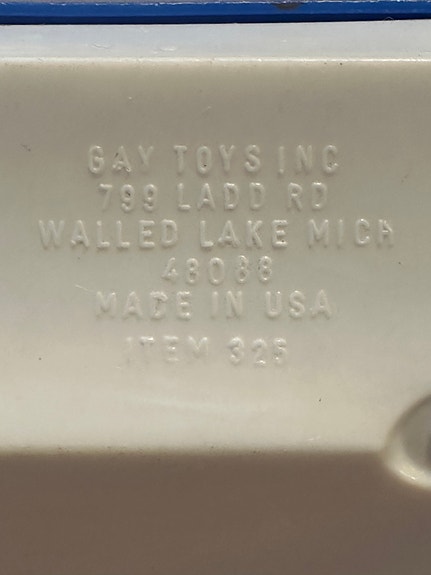 GAY TOYS INC
799 LADD RD
WALLED LAKE MICH
48088
MADE IN USA
ITEM 325